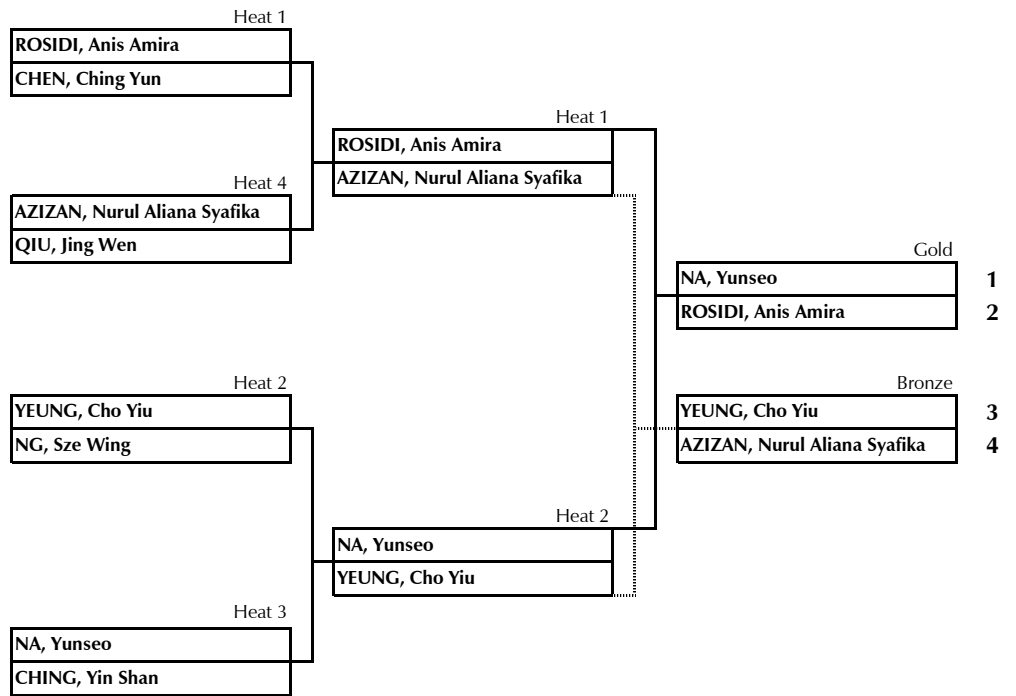 Heat 1
ROSIDI, Anis Amira
CHEN, Ching Yun
Heat 4
AZIZAN, Nurul Aliana Syafika
QIU, Jing Wen
Heat 2
YEUNG, Cho Yiu
NG, Sze Wing
Heat 3
NA, Yunseo
CHING, Yin Shan
Heat 1
ROSIDI, Anis Amira
AZIZAN, Nurul Aliana Syafika
Heat 2
NA, Yunseo
YEUNG, Cho Yiu
Gold
NA, Yunseo 1
ROSIDI, Anis Amira 2
Bronze
YEUNG, Cho Yiu 3
AZIZAN, Nurul Aliana Syafika 4